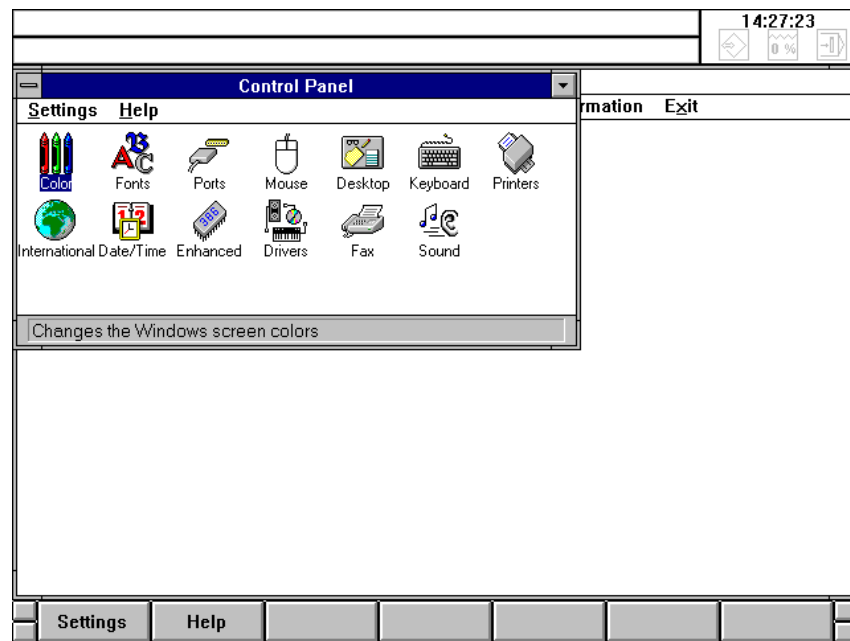 14:27:23
0 %
Control Panel
Settings Help
rmation Exit
Color Fonts Ports Mouse Desktop Keyboard Printers
International Date/Time Enhanced Drivers Fax Sound
Changes the Windows screen colors
Settings Help